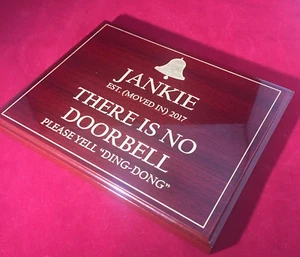 JANKIE
EST. (MOVED IN) 2017
THERE IS NO
DOORBELL
PLEASE YELL "DING-DONG"